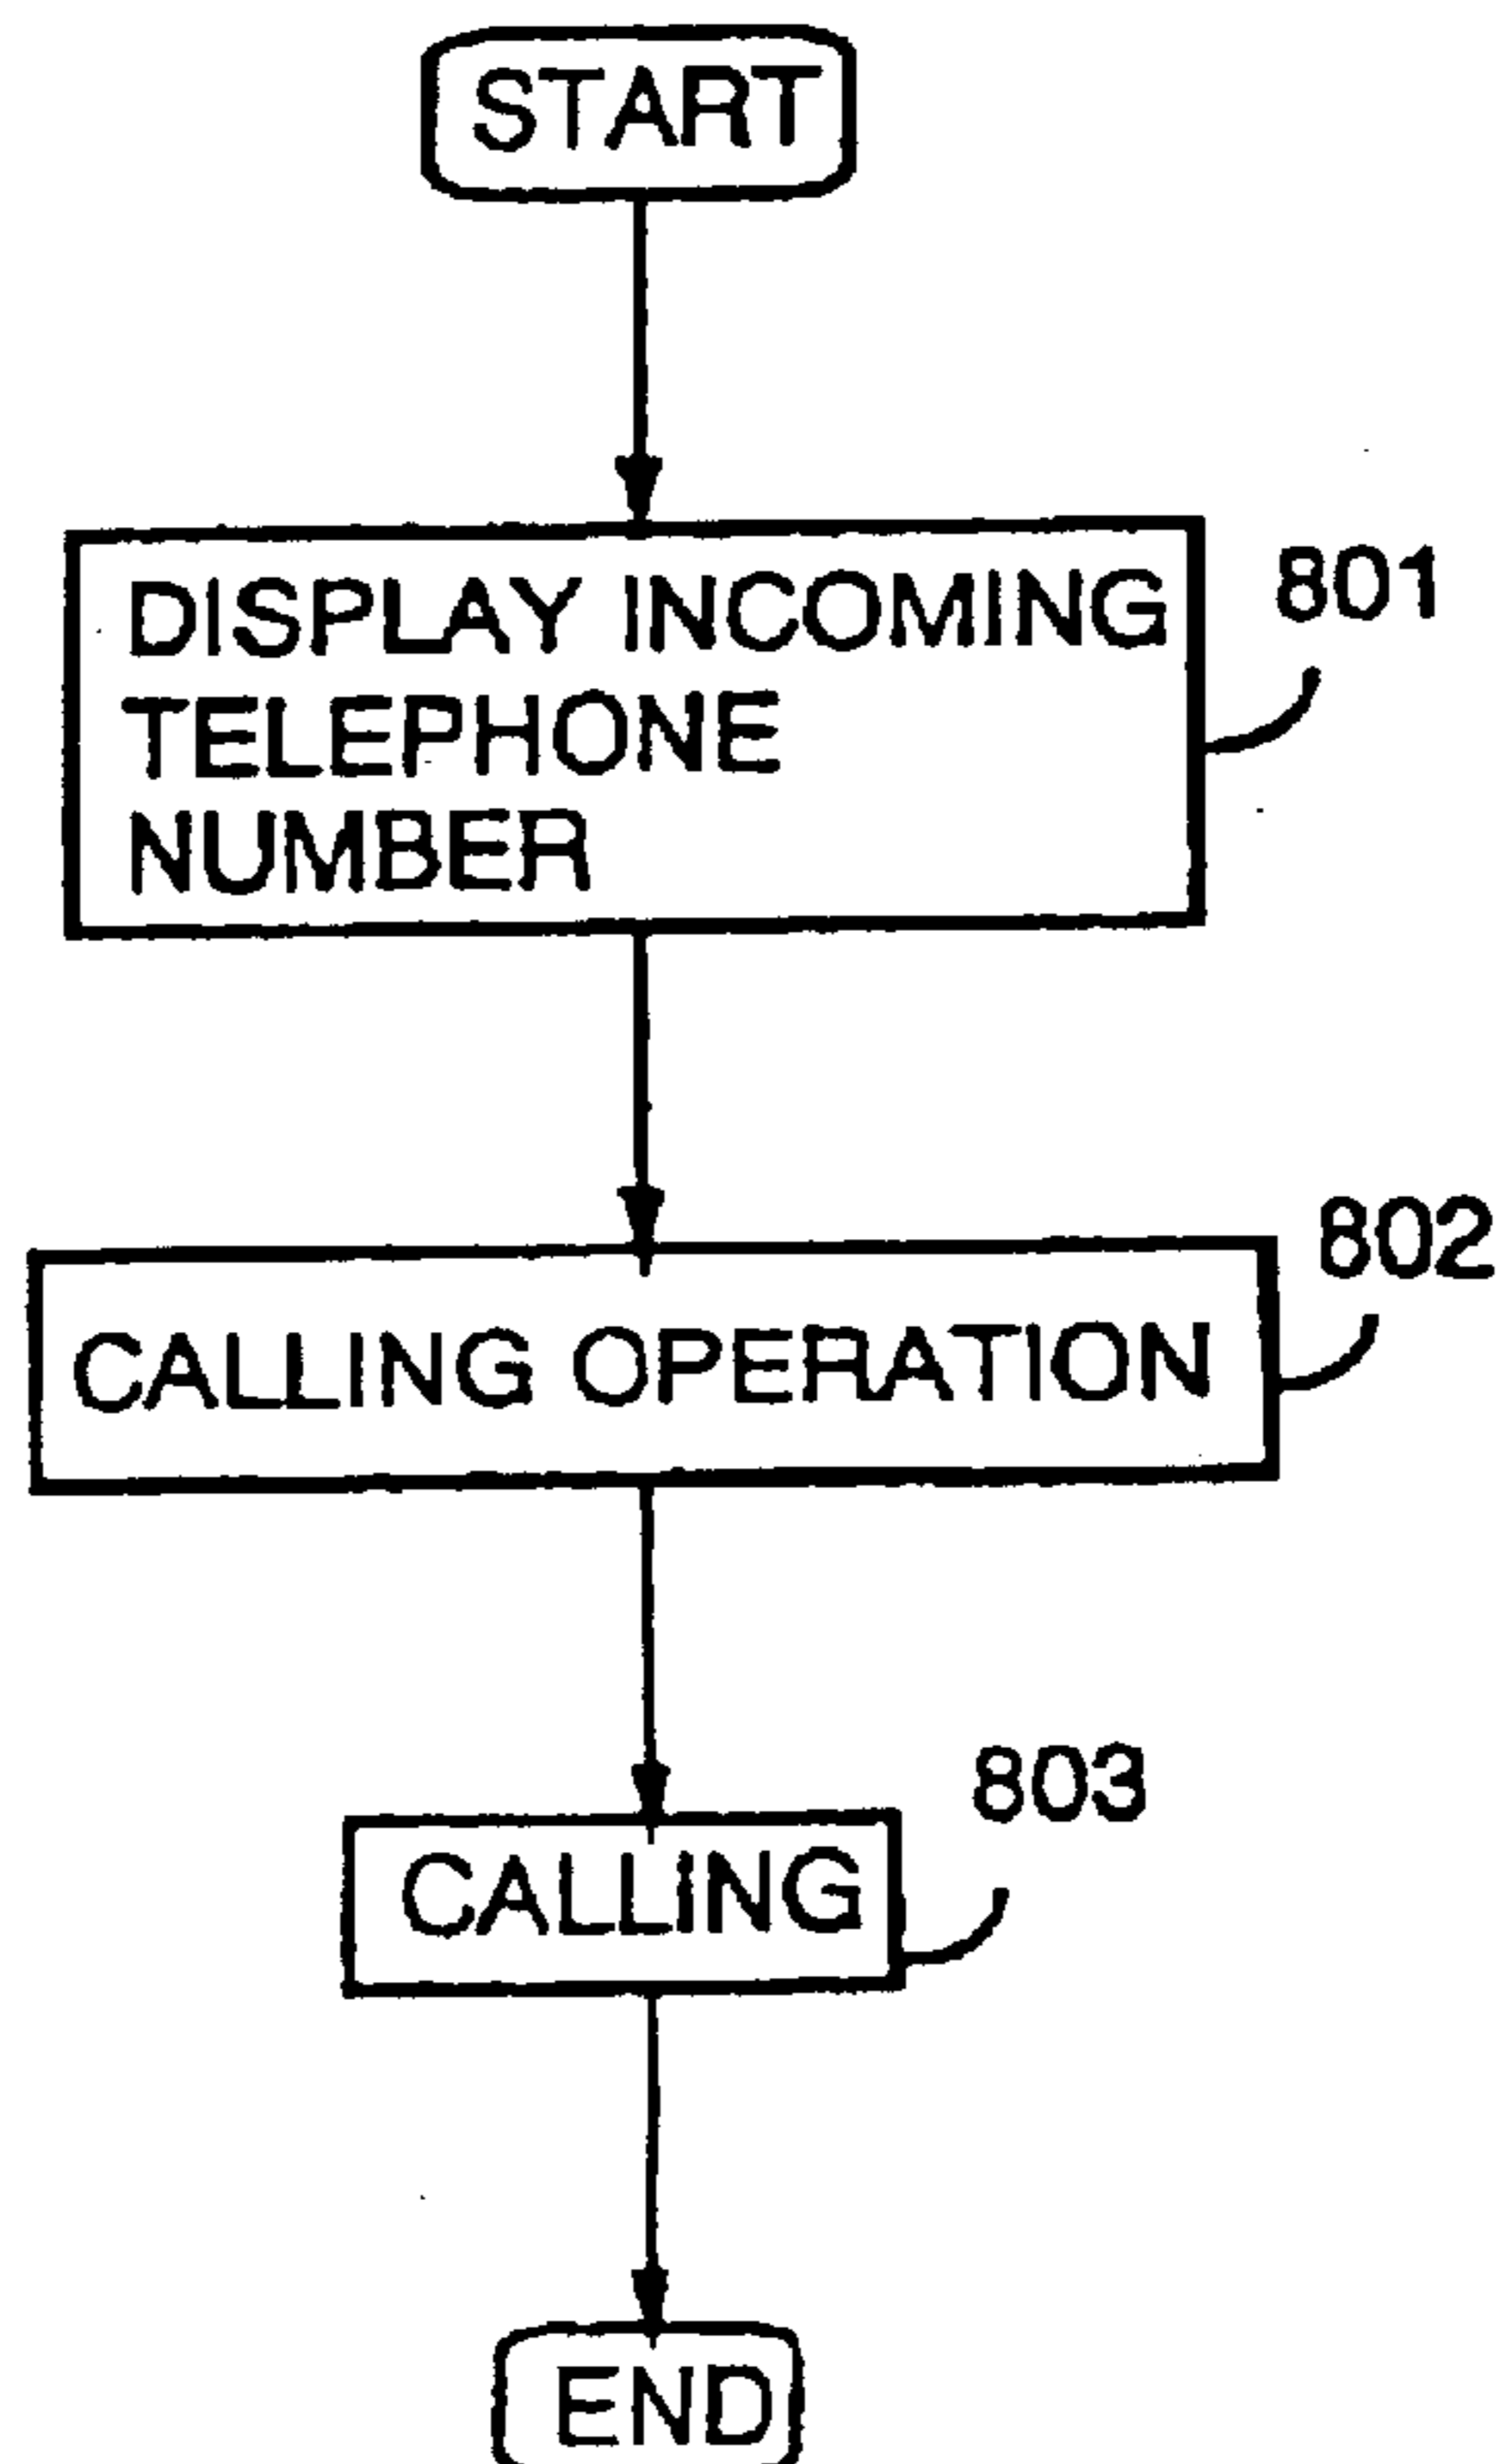 START
DISPLAY INCOMING
TELEPHONE
NUMBER
801
CALLING OPERATION
802
CALLING
803
END